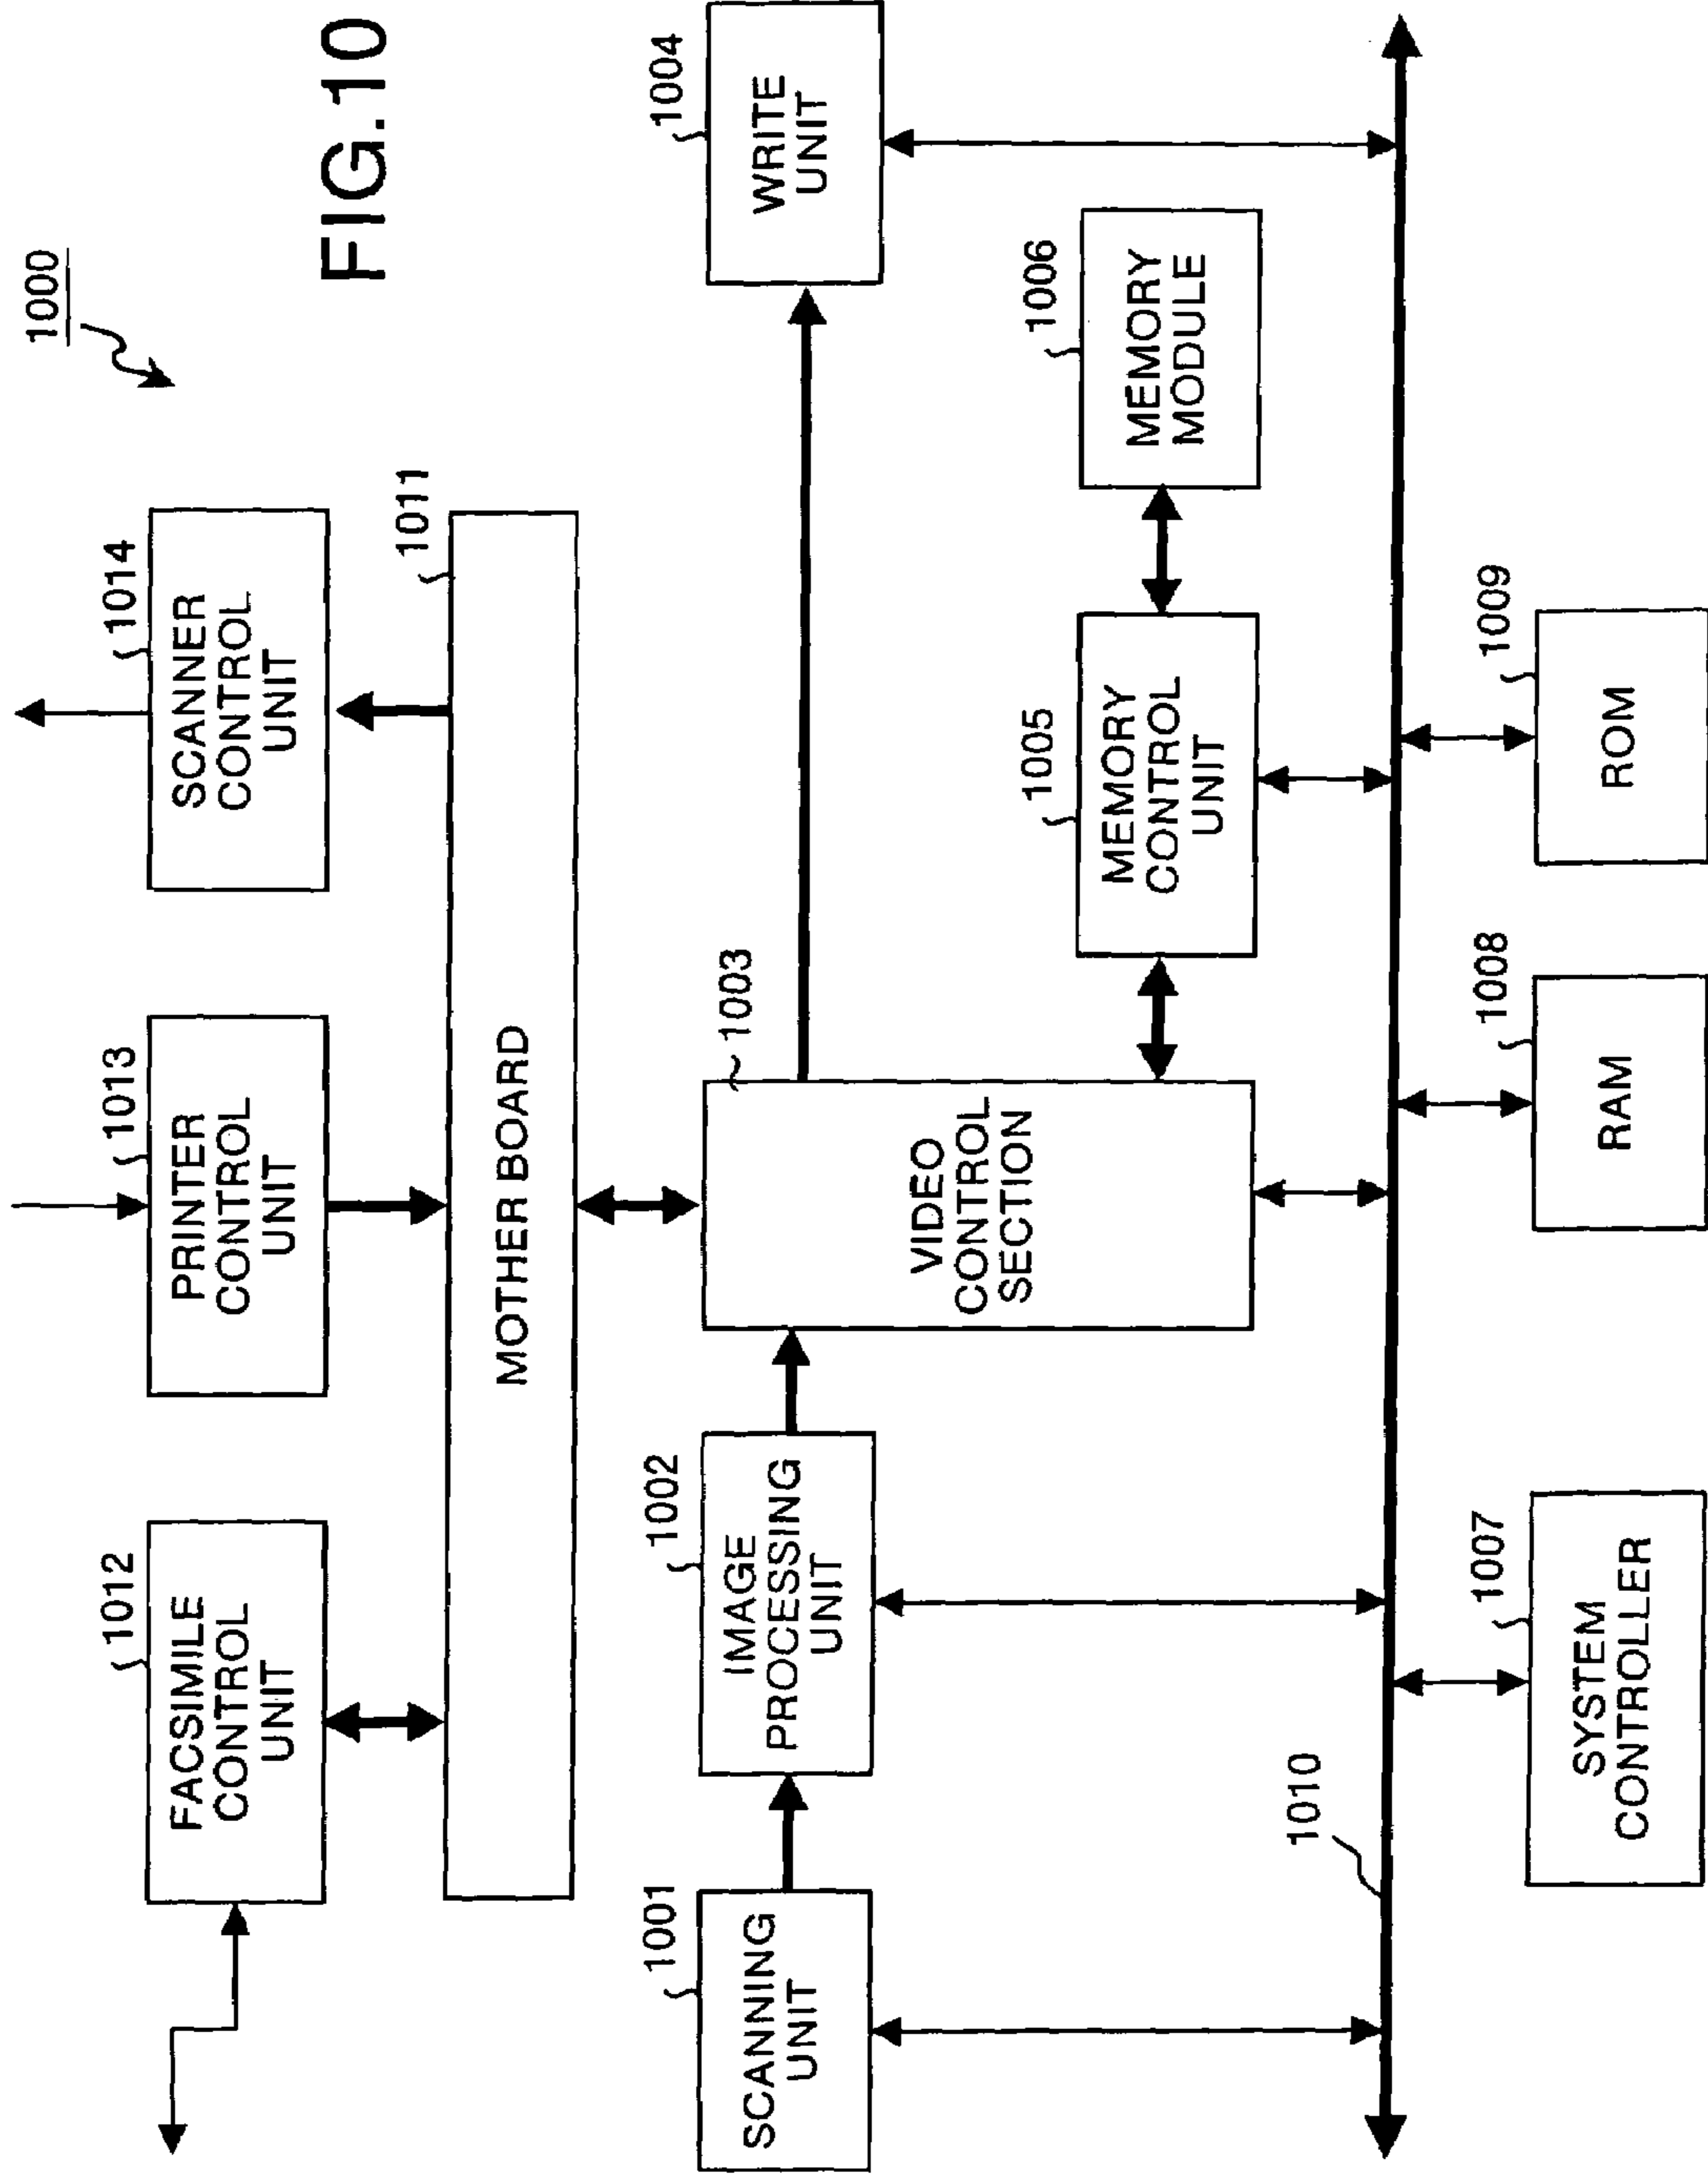 FIG.10
1000
1012
FACSIMILE
CONTROL
UNIT
1013
PRINTER
CONTROL
UNIT
1014
SCANNER
CONTROL
UNIT
1011
MOTHER BOARD
1001
SCANNING
UNIT
1002
IMAGE
PROCESSING
UNIT
1003
VIDEO
CONTROL
SECTION
1004
WRITE
UNIT
1005
MEMORY
CONTROL
UNIT
1006
MEMORY
MODULE
1010
1007
SYSTEM
CONTROLLER
1008
RAM
1009
ROM